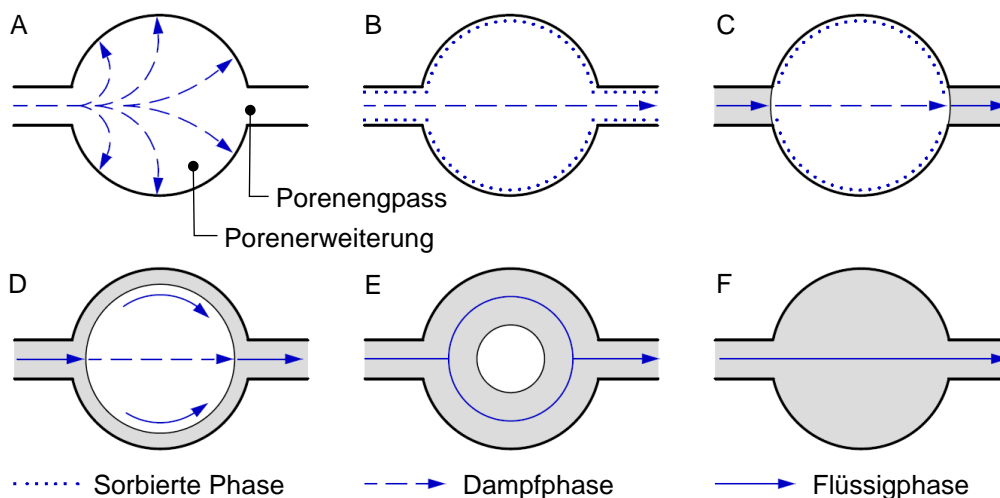 A B C
Porenengpass
Porenerweiterung
D E F
Sorbierte Phase Dampfphase Flüssigphase